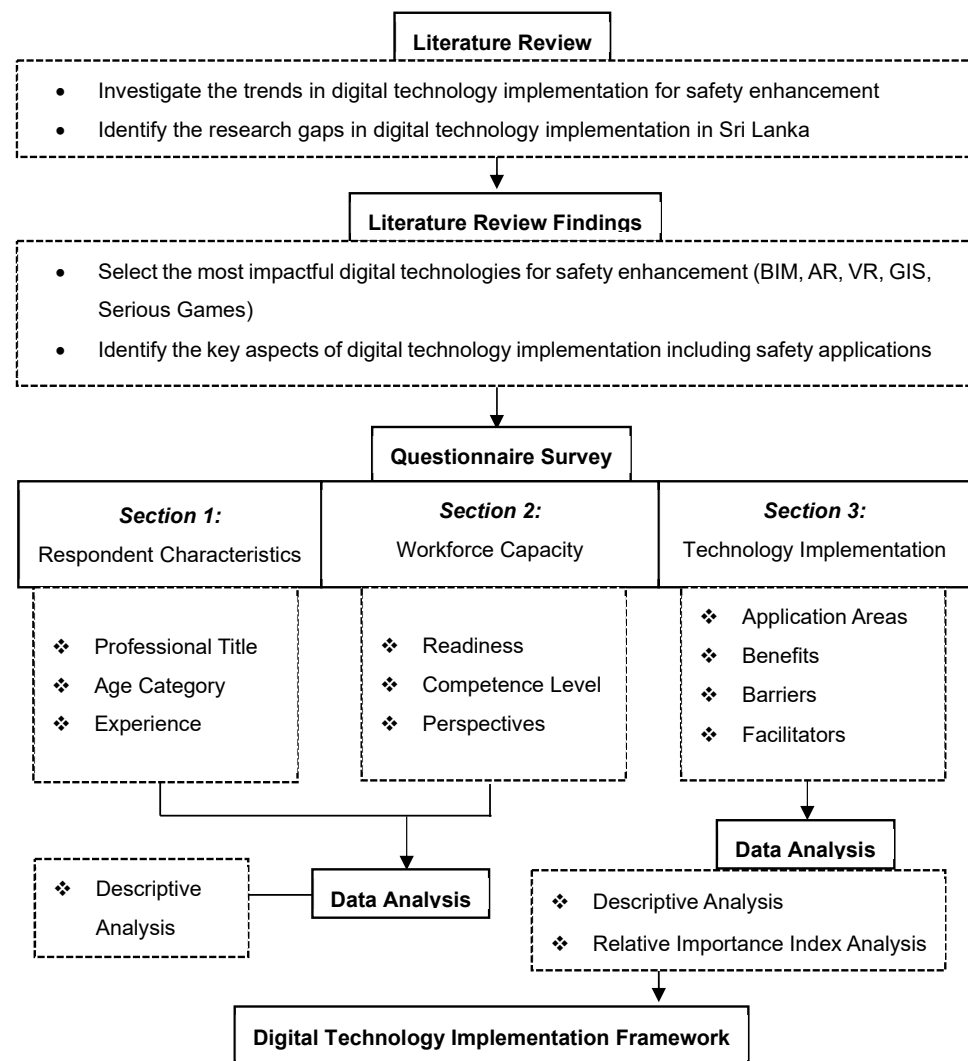 Literature Review
• Investigate the trends in digital technology implementation for safety enhancement
• Identify the research gaps in digital technology implementation in Sri Lanka
Literature Review Findings
• Select the most impactful digital technologies for safety enhancement (BIM, AR, VR, GIS,
Serious Games)
• Identify the key aspects of digital technology implementation including safety applications
Questionnaire Survey
Section 1:
Respondent Characteristics
Section 2:
Workforce Capacity
Section 3:
Technology Implementation
❖ Professional Title
❖ Age Category
❖ Experience
❖ Readiness
❖ Competence Level
❖ Perspectives
❖ Application Areas
❖ Benefits
❖ Barriers
❖ Facilitators
❖ Descriptive
Analysis
Data Analysis
Data Analysis
❖ Descriptive Analysis
❖ Relative Importance Index Analysis
Digital Technology Implementation Framework